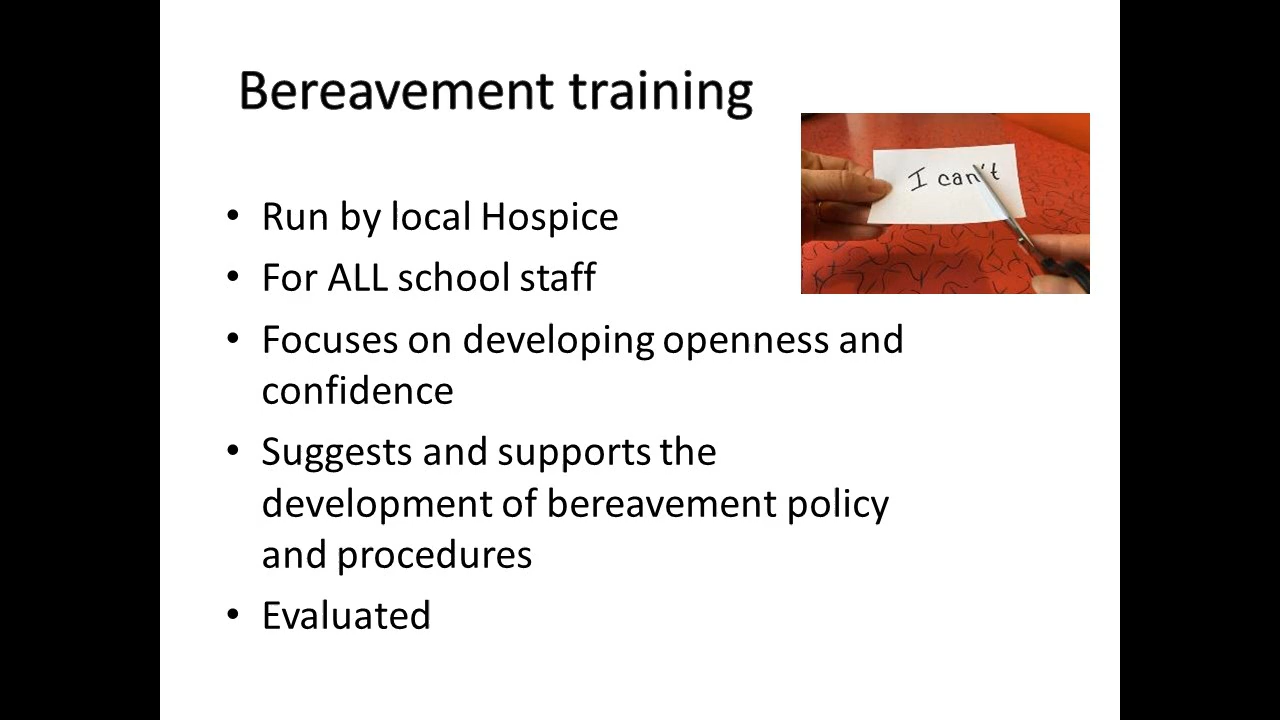 Bereavement training
I can't
• Run by local Hospice
• For ALL school staff
• Focuses on developing openness and
confidence
• Suggests and supports the
development of bereavement policy
and procedures
• Evaluated